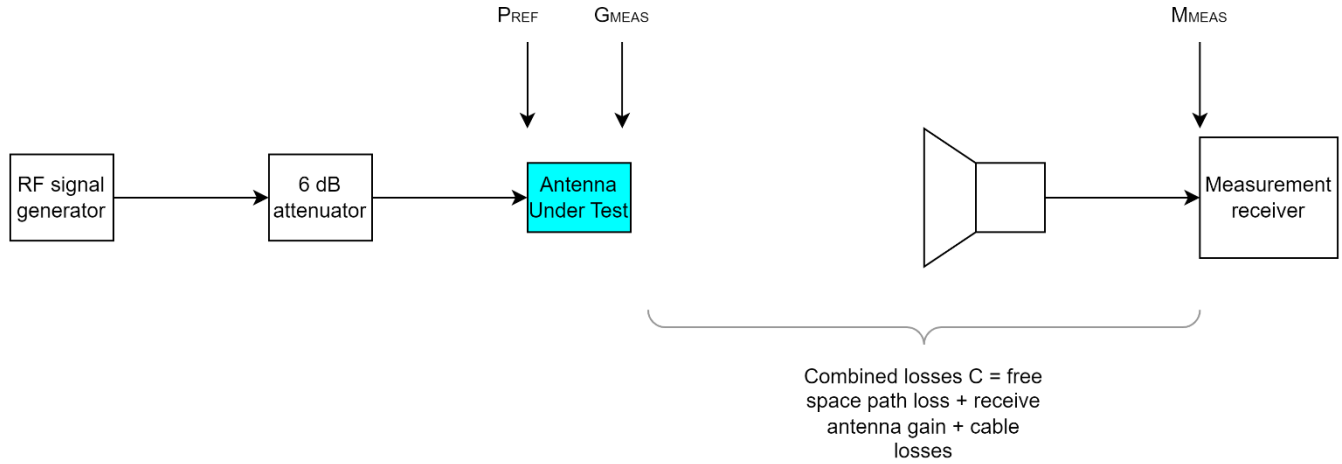 PREF
GMEAS
MMEAS
RF signal
generator
6 dB
attenuator
Antenna
Under Test
Measurement
receiver
Combined losses C = free
space path loss + receive
antenna gain + cable
losses